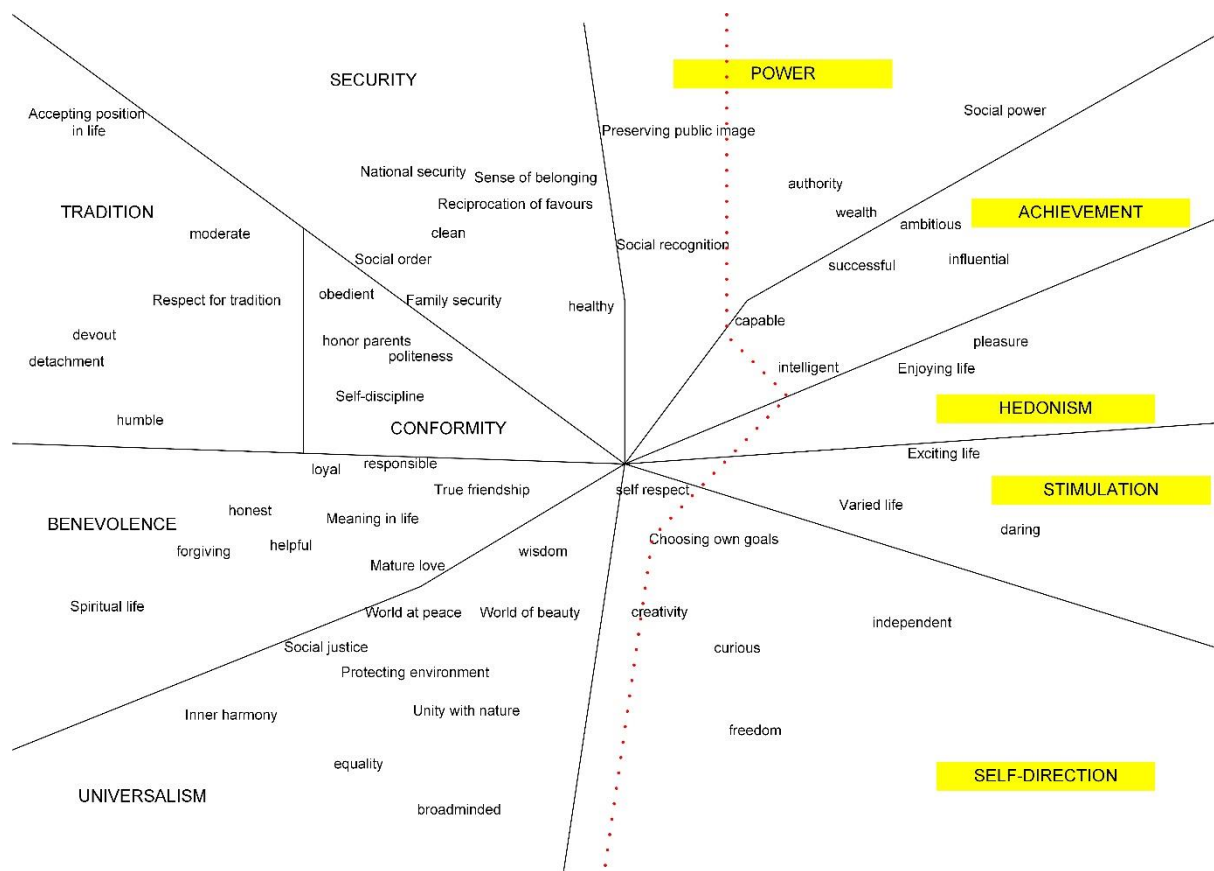 SECURITY
POWER
Accepting position
in life
Social power
Preserving public image
National security
Sense of belonging
authority
Reciprocation of favours
TRADITION
wealth
ACHIEVEMENT
moderate
clean
ambitious
Social recognition
Social order
influential
successful
obedient
Respect for tradition
Family security
healthy
capable
devout
honor parents
pleasure
politeness
detachment
intelligent
Enjoying life
Self-discipline
HEDONISM
humble
CONFORMITY
Exciting life
loyal
responsible
True friendship
self respect
STIMULATION
Varied life
honest
Meaning in life
BENEVOLENCE
daring
Choosing own goals
helpful
forgiving
wisdom
Mature love
Spiritual life
World at peace
World of beauty
creativity
independent
Social justice
curious
Protecting environment
Inner harmony
Unity with nature
freedom
equality
SELF-DIRECTION
UNIVERSALISM
broadminded